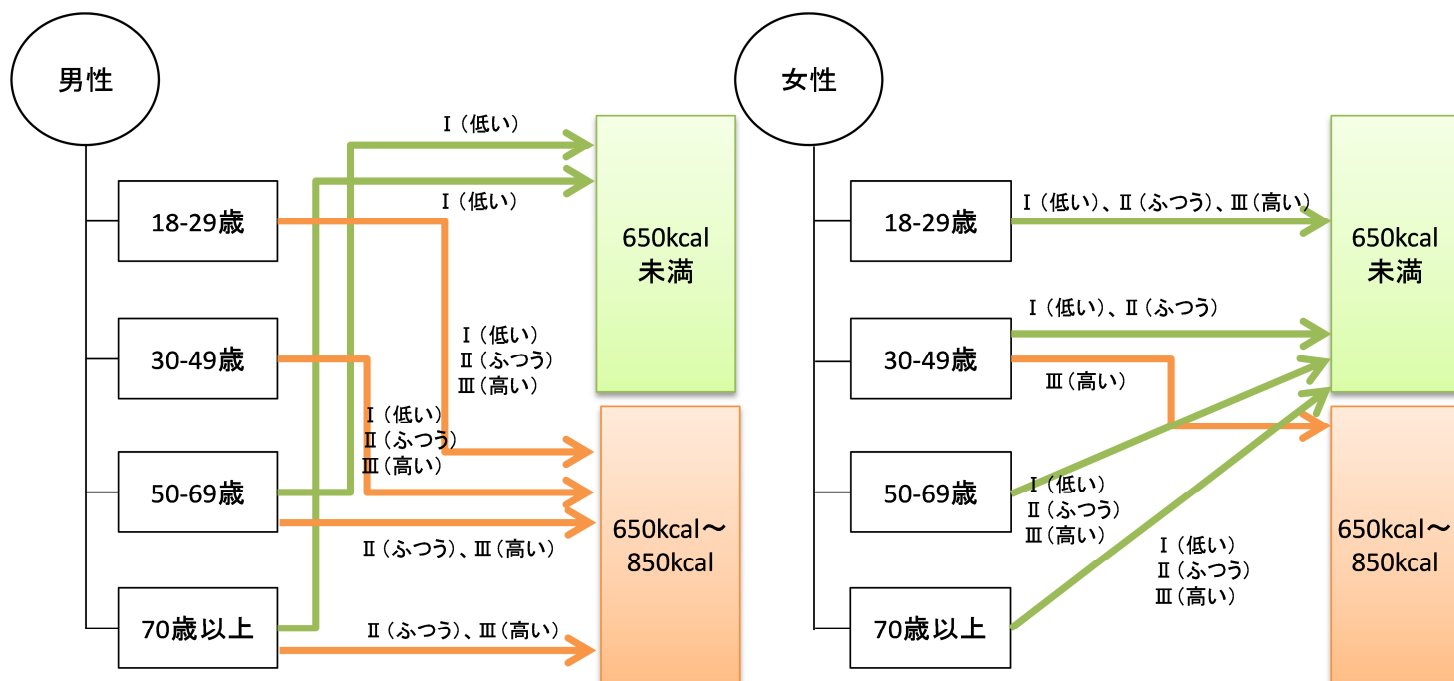 男性
18-29歳
30-49歳
50-69歳
70歳以上
Ⅰ（低い）
Ⅰ（低い）
Ⅰ（低い）
Ⅱ（ふつう）
Ⅲ（高い）
Ⅰ（低い）
Ⅱ（ふつう）
Ⅲ（高い）
Ⅱ（ふつう）、Ⅲ（高い）
Ⅱ（ふつう）、Ⅲ（高い）
650kcal
未満
650kcal～
850kcal
女性
18-29歳
30-49歳
50-69歳
70歳以上
Ⅰ（低い）、Ⅱ（ふつう）、Ⅲ（高い）
Ⅰ（低い）、Ⅱ（ふつう）
Ⅲ（高い）
Ⅰ（低い）
Ⅱ（ふつう）
Ⅲ（高い）
Ⅰ（低い）
Ⅱ（ふつう）
Ⅲ（高い）
650kcal
未満
650kcal～
850kcal